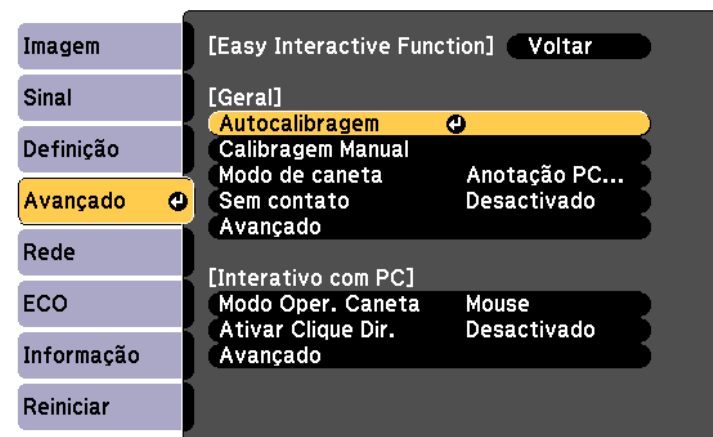 Imagem
Sinal
Definição
Avançado
Rede
ECO
Informação
Reiniciar
[Easy Interactive Function] Voltar
[Geral]
Autocalibragem
Calibragem Manual
Modo de caneta Anotação PC...
Sem contato Desactivado
Avançado
[Interativo com PC]
Modo Oper. Caneta Mouse
Ativar Clique Dir. Desactivado
Avançado